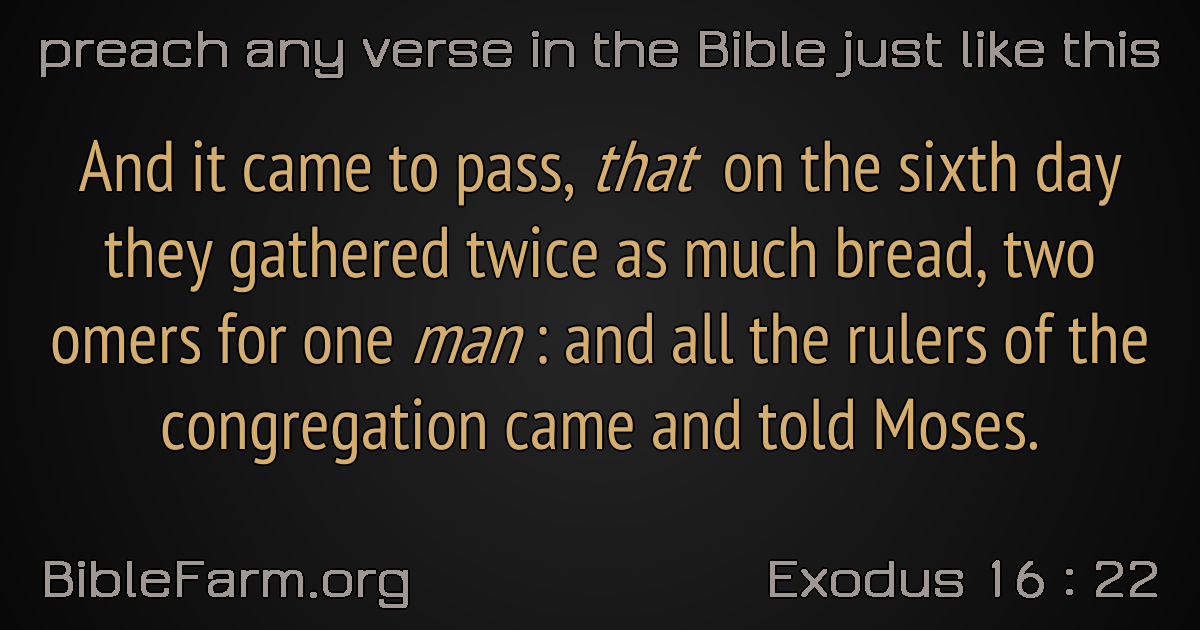 preach any verse in the Bible just like this
And it came to pass, that on the sixth day
they gathered twice as much bread, two
omers for one man : and all the rulers of the
congregation came and told Moses.
BibleFarm.org
Exodus 16 : 22